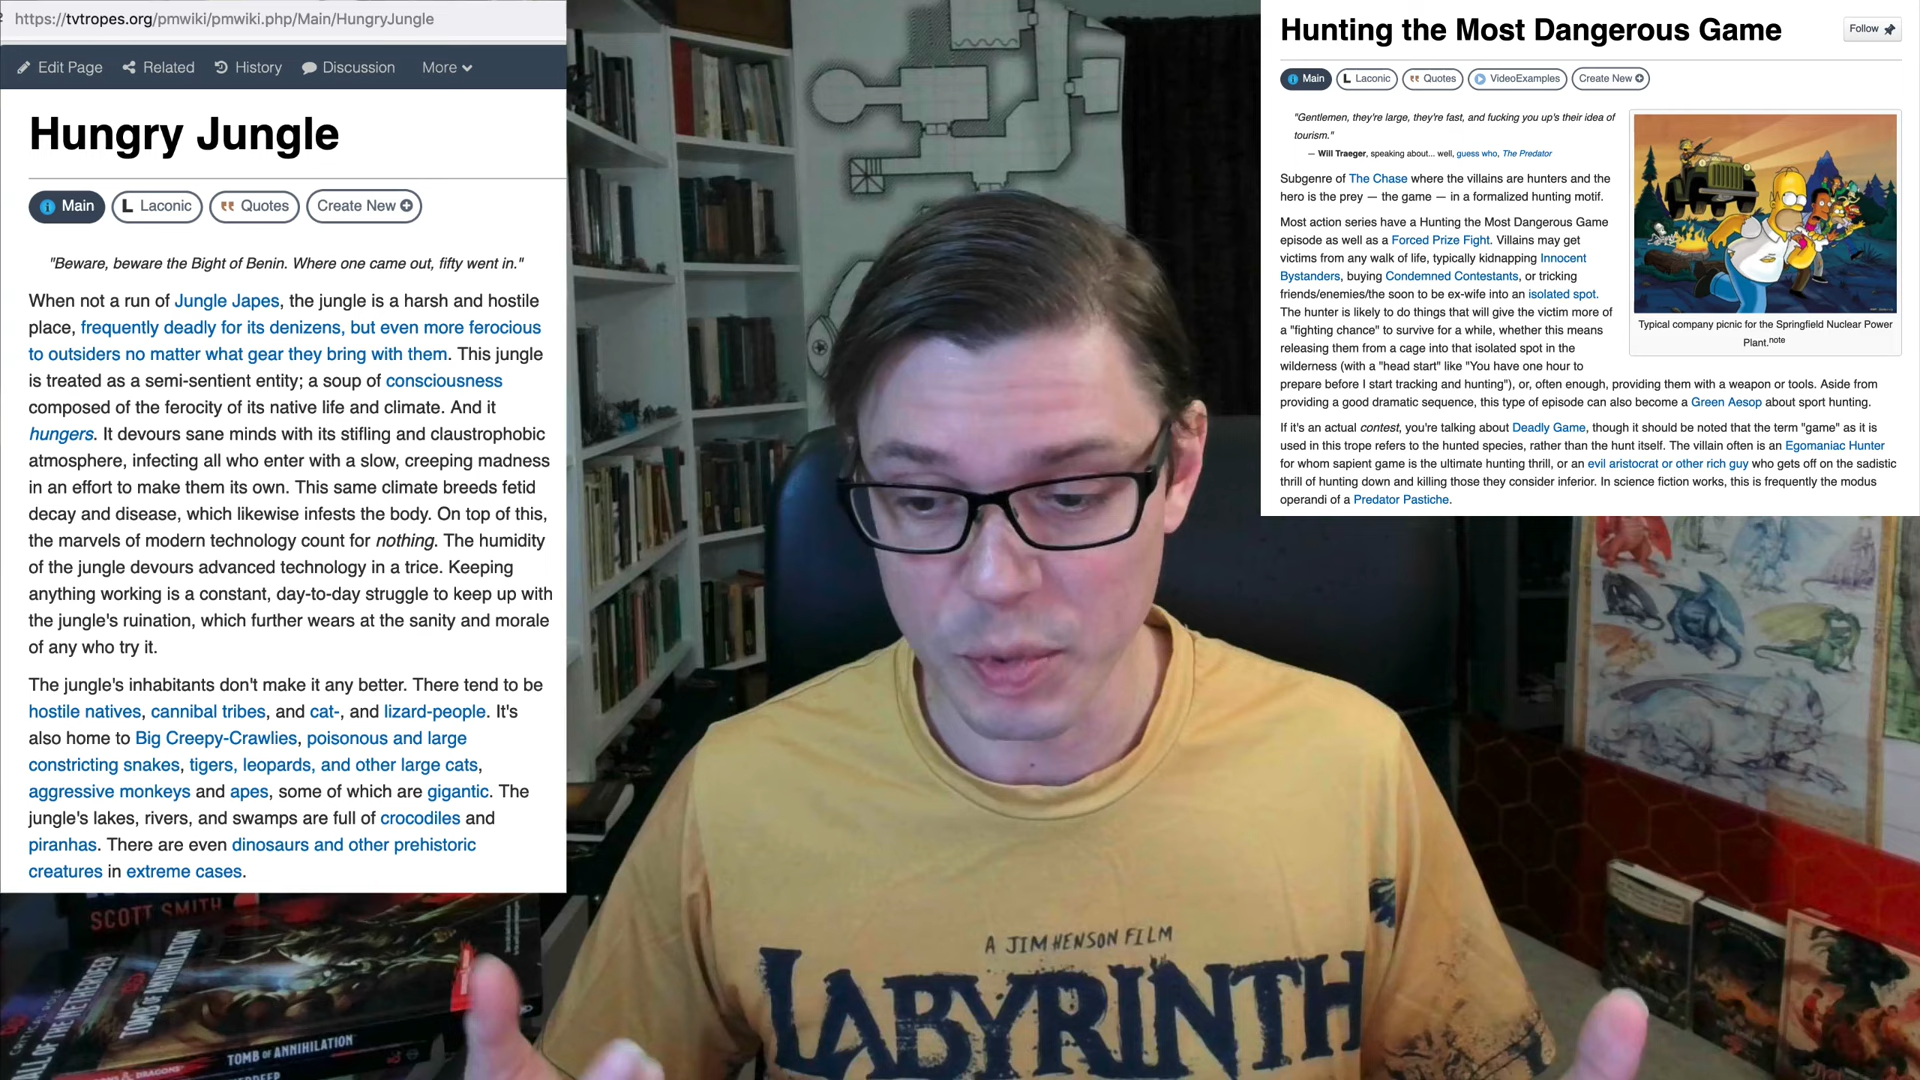 https://tvtropes.org/pmwiki/pmwiki.php/Main/HungryJungle
Edit Page Related History Discussion More
Hungry Jungle
Main Laconic Quotes Create New
"Beware, beware the Bight of Benin. Where one came out, fifty went in."
When not a run of Jungle Japes, the jungle is a harsh and hostile
place, frequently deadly for its denizens, but even more ferocious
to outsiders no matter what gear they bring with them. This jungle
is treated as a semi-sentient entity; a soup of consciousness
composed of the ferocity of its native life and climate. And it
hungers. It devours sane minds with its stifling and claustrophobic
atmosphere, infecting all who enter with a slow, creeping madness
in an effort to make them its own. This same climate breeds fetid
decay and disease, which likewise infests the body. On top of this,
the marvels of modern technology count for nothing. The humidity
of the jungle devours advanced technology in a trice. Keeping
anything working is a constant, day-to-day struggle to keep up with
the jungle's ruination, which further wears at the sanity and morale
of any who try it.
The jungle's inhabitants don't make it any better. There tend to be
hostile natives, cannibal tribes, and cat-, and lizard-people. It's
also home to Big Creepy-Crawlies, poisonous and large
constricting snakes, tigers, leopards, and other large cats,
aggressive monkeys and apes, some of which are gigantic. The
jungle's lakes, rivers, and swamps are full of crocodiles and
piranhas. There are even dinosaurs and other prehistoric
creatures in extreme cases.
Hunting the Most Dangerous Game
Follow
Main Laconic Quotes VideoExamples Create New
"Gentlemen, they're large, they're fast, and fucking you up's their idea of
tourism."
— Will Traeger, speaking about... well, guess who, The Predator
Subgenre of The Chase where the villains are hunters and the
hero is the prey — the game — in a formalized hunting motif.
Most action series have a Hunting the Most Dangerous Game
episode as well as a Forced Prize Fight. Villains may get
victims from any walk of life, typically kidnapping Innocent
Bystanders, buying Condemned Contestants, or tricking
friends/enemies/the soon to be ex-wife into an isolated spot.
The hunter is likely to do things that will give the victim more of
a "fighting chance" to survive for a while, whether this means
releasing them from a cage into that isolated spot in the
wilderness (with a "head start" like "You have one hour to
prepare before I start tracking and hunting"), or, often enough, providing them with a weapon or tools. Aside from
providing a good dramatic sequence, this type of episode can also become a Green Aesop about sport hunting.
Typical company picnic for the Springfield Nuclear Power
Plant.note
If it's an actual contest, you're talking about Deadly Game, though it should be noted that the term "game" as it is
used in this trope refers to the hunted species, rather than the hunt itself. The villain often is an Egomaniac Hunter
for whom sapient game is the ultimate hunting thrill, or an evil aristocrat or other rich guy who gets off on the sadistic
thrill of hunting down and killing those they consider inferior. In science fiction works, this is frequently the modus
operandi of a Predator Pastiche.
SCOTT SMITH
TOMB OF ANNIHILATION
TOMB OF ANNIHILATION
A JIM HENSON FILM
LABYRINTH